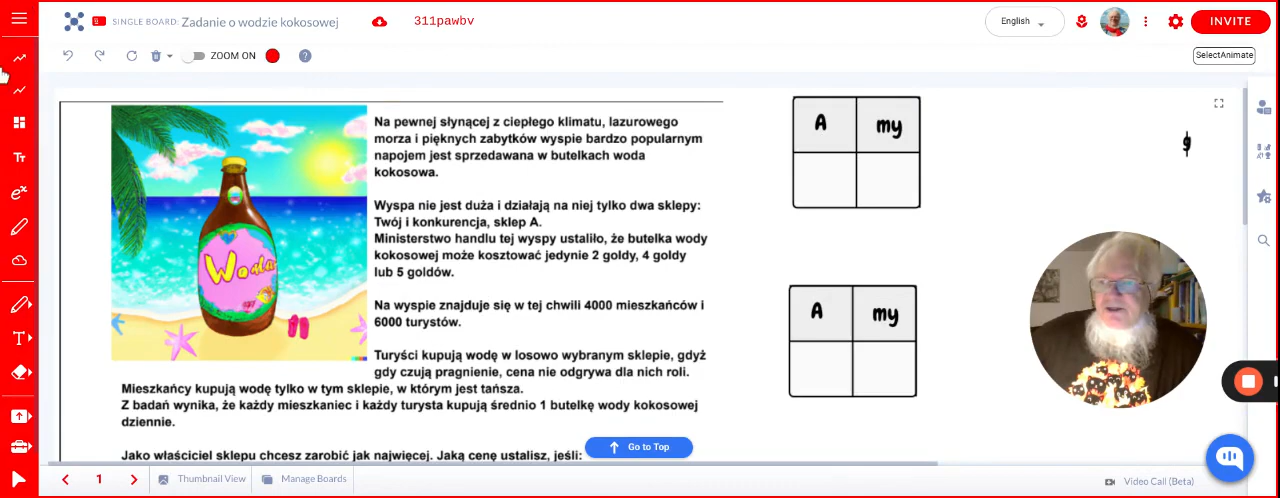 SINGLE BOARD: Zadanie o wodzie kokosowej
311pawbv
English
INVITE
ZOOM ON
SelectAnimate
Na pewnej słynącej z ciepłego klimatu, lazurowego
morza i pięknych zabytków wyspie bardzo popularnym
napojem jest sprzedawana w butelkach woda
kokosowa.
Wyspa nie jest duża i działają na niej tylko dwa sklepy:
Twój i konkurencja, sklep A.
Ministerstwo handlu tej wyspy ustaliło, że butelka wody
kokosowej może kosztować jedynie 2 goldy, 4 goldy
lub 5 goldów.
Na wyspie znajduje się w tej chwili 4000 mieszkańców i
6000 turystów.
Turyści kupują wodę w losowo wybranym sklepie, gdyż
gdy czują pragnienie, cena nie odgrywa dla nich roli.
Mieszkańcy kupują wodę tylko w tym sklepie, w którym jest tańsza.
Z badań wynika, że każdy mieszkaniec i każdy turysta kupują średnio 1 butelkę wody kokosowej
dziennie.
Jako właściciel sklepu chcesz zarobić jak najwięcej. Jaką cenę ustalisz, jeśli:
A my
A my
Go to Top
1
Thumbnail View
Manage Boards
Video Call (Beta)